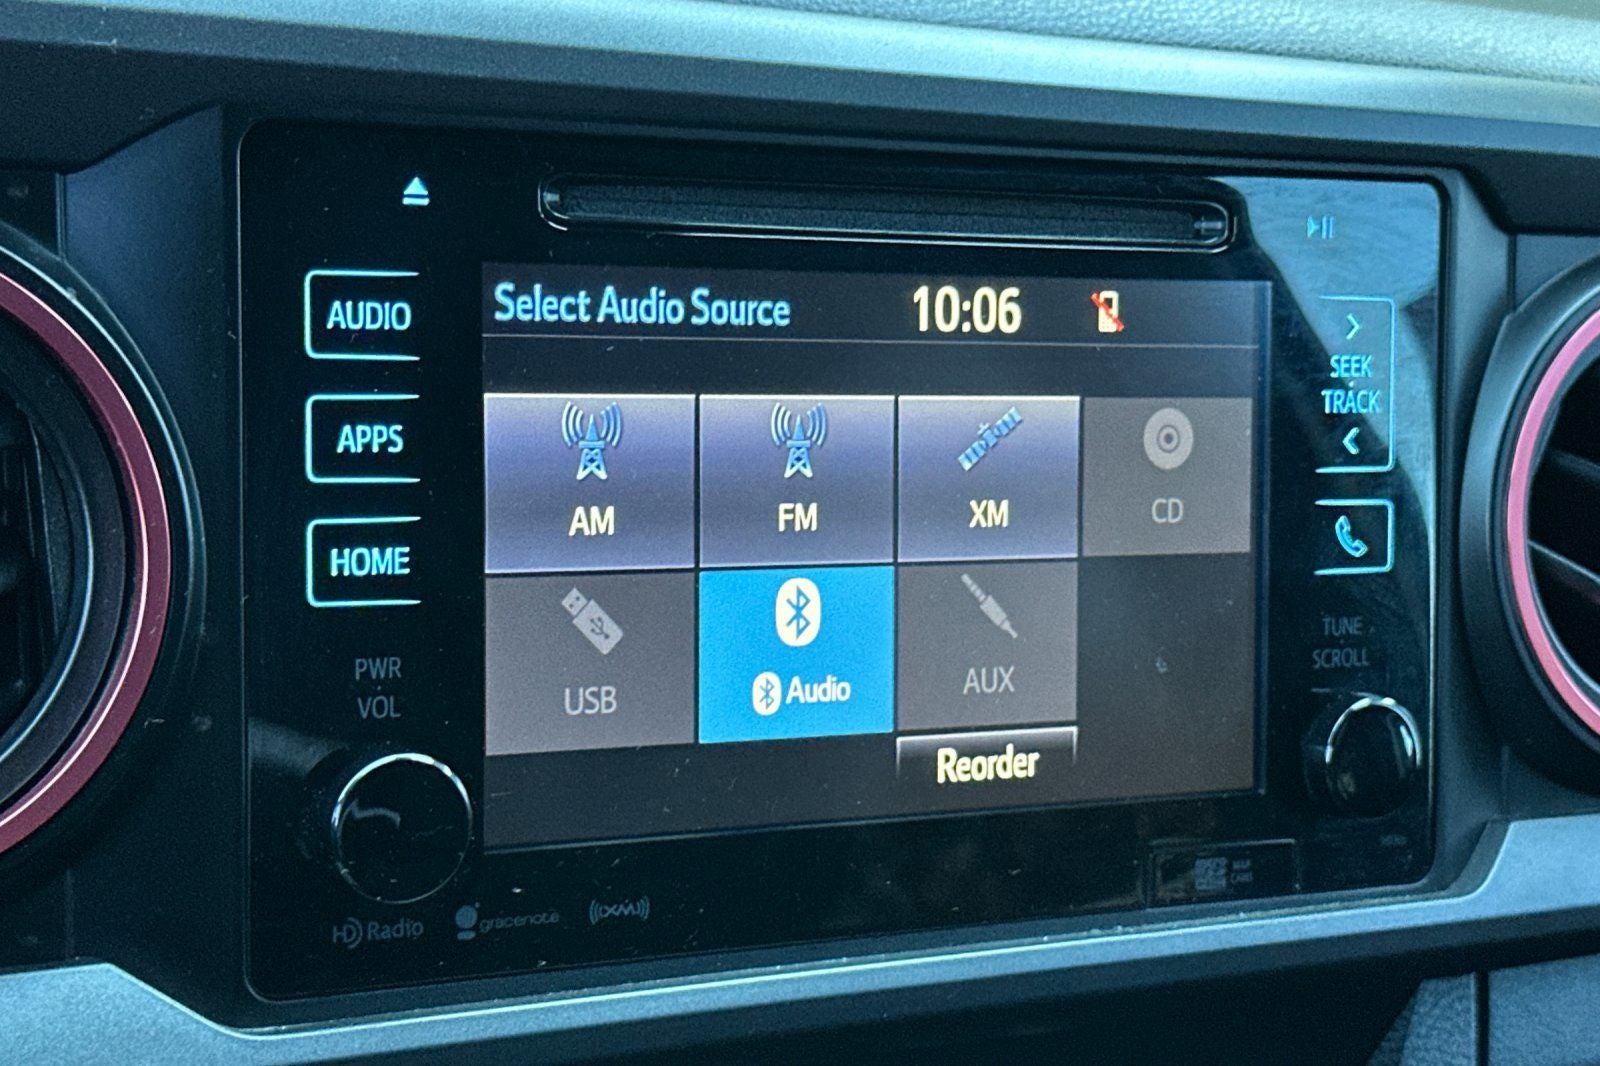 AUDIO
APPS
HOME
PWR
VOL
Select Audio Source
10:06
AM
FM
XM
CD
USB
Audio
AUX
Reorder
SEEK
TRACK
TUNE
SCROLL
HD Radio
gracenote
((XM))